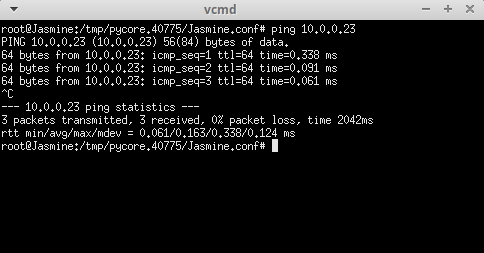 vcmd
root@Jasmine:/tmp/pycore.40775/Jasmine.conf# ping 10.0.0.23
PING 10.0.0.23 (10.0.0.23) 56(84) bytes of data.
64 bytes from 10.0.0.23: icmp_seq=1 ttl=64 time=0.338 ms
64 bytes from 10.0.0.23: icmp_seq=2 ttl=64 time=0.091 ms
64 bytes from 10.0.0.23: icmp_seq=3 ttl=64 time=0.061 ms
^C
--- 10.0.0.23 ping statistics ---
3 packets transmitted, 3 received, 0% packet loss, time 2042ms
rtt min/avg/max/mdev = 0.061/0.163/0.338/0.124 ms
root@Jasmine:/tmp/pycore.40775/Jasmine.conf#